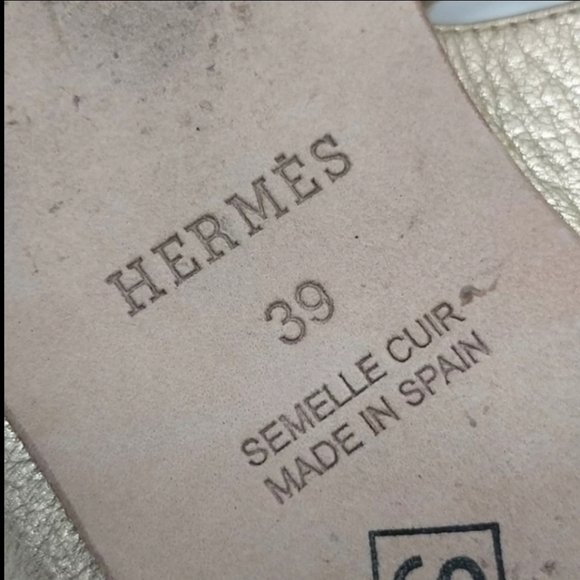 HERMÈS
39
SEMELLE CUIR
MADE IN SPAIN